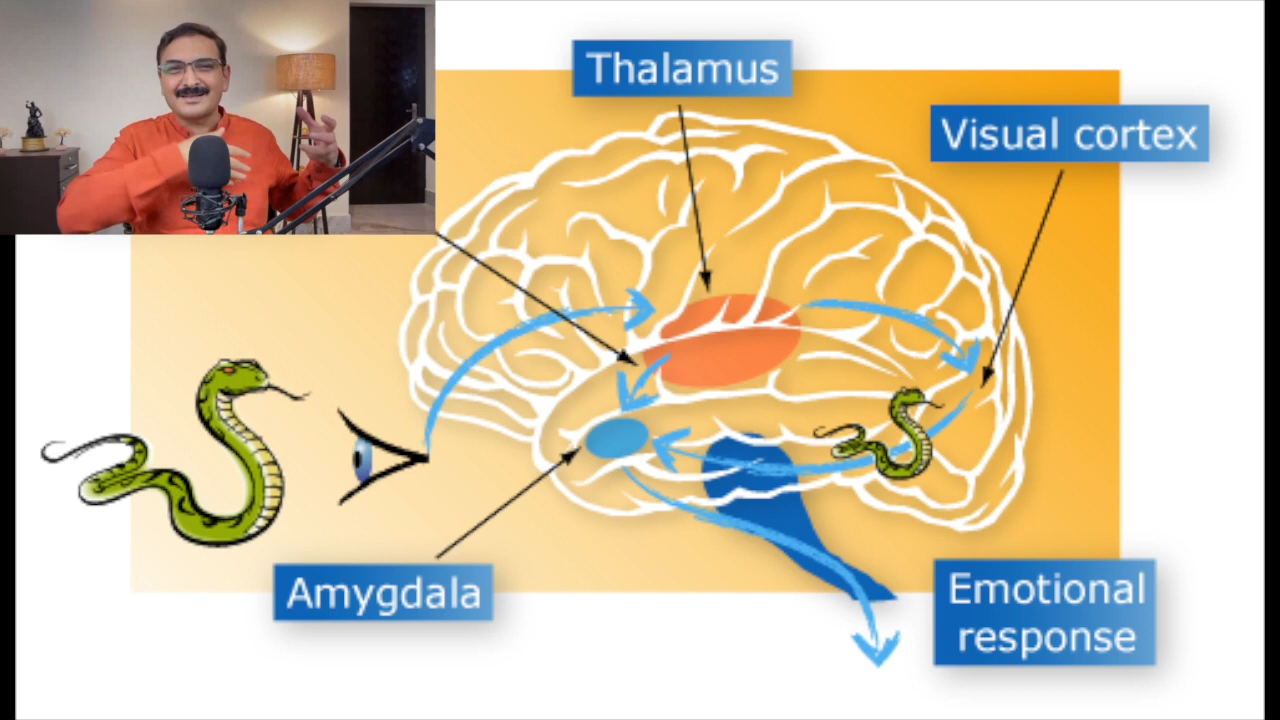 Thalamus
Visual cortex
Amygdala
Emotional
response